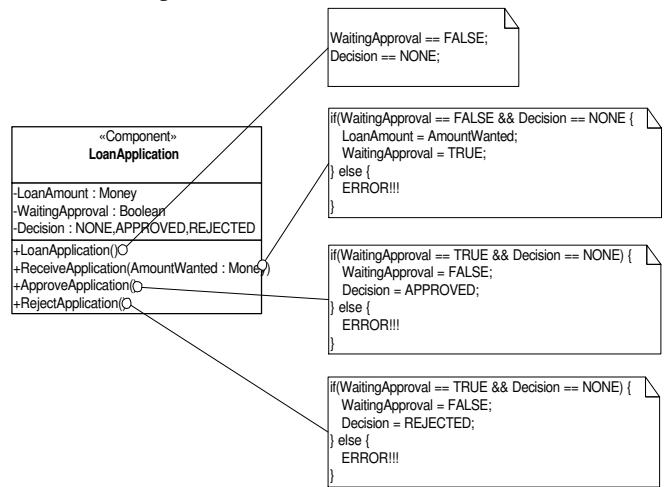 WaitingApproval == FALSE;
Decision == NONE;
«Component»
LoanApplication
-LoanAmount : Money
-WaitingApproval : Boolean
-Decision : NONE,APPROVED,REJECTED
+LoanApplication()
+ReceiveApplication(AmountWanted : Money)
+ApproveApplication()
+RejectApplication()
if(WaitingApproval == FALSE && Decision == NONE {
LoanAmount = AmountWanted;
WaitingApproval = TRUE;
} else {
ERROR!!!
}
if(WaitingApproval == TRUE && Decision == NONE) {
WaitingApproval = FALSE;
Decision = APPROVED;
} else {
ERROR!!!
}
if(WaitingApproval == TRUE && Decision == NONE) {
WaitingApproval = FALSE;
Decision = REJECTED;
} else {
ERROR!!!
}